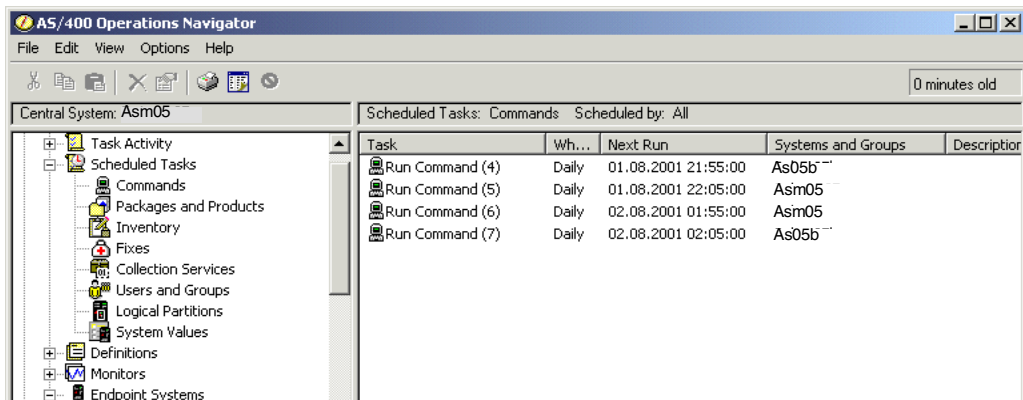 AS/400 Operations Navigator
File Edit View Options Help
0 minutes old
Central System: Asm05
Scheduled Tasks: Commands Scheduled by: All
Task Activity
Scheduled Tasks
Commands
Packages and Products
Inventory
Fixes
Collection Services
Users and Groups
Logical Partitions
System Values
Definitions
Monitors
Endpoint Systems
Task Wh... Next Run Systems and Groups Description
Run Command (4) Daily 01.08.2001 21:55:00 As05b
Run Command (5) Daily 01.08.2001 22:05:00 Asm05
Run Command (6) Daily 02.08.2001 01:55:00 Asm05
Run Command (7) Daily 02.08.2001 02:05:00 As05b